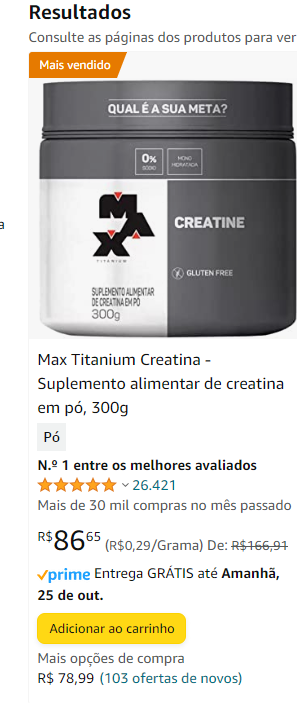 Resultados
Consulte as páginas dos produtos para ver
Mais vendido
QUAL É A SUA META?
0%
MONO
HIDRATADA
MAX
TITANIUM
CREATINE
GLUTEN FREE
SUPLEMENTO ALIMENTAR
DE CREATINA EM PÓ
300g
a
Max Titanium Creatina -
Suplemento alimentar de creatina
em pó, 300g
Pó
N.º 1 entre os melhores avaliados
26.421
Mais de 30 mil compras no mês passado
R$86,65 (R$0,29/Grama) De: R$166,91
prime Entrega GRÁTIS até Amanhã,
25 de out.
Adicionar ao carrinho
Mais opções de compra
R$ 78,99 (103 ofertas de novos)